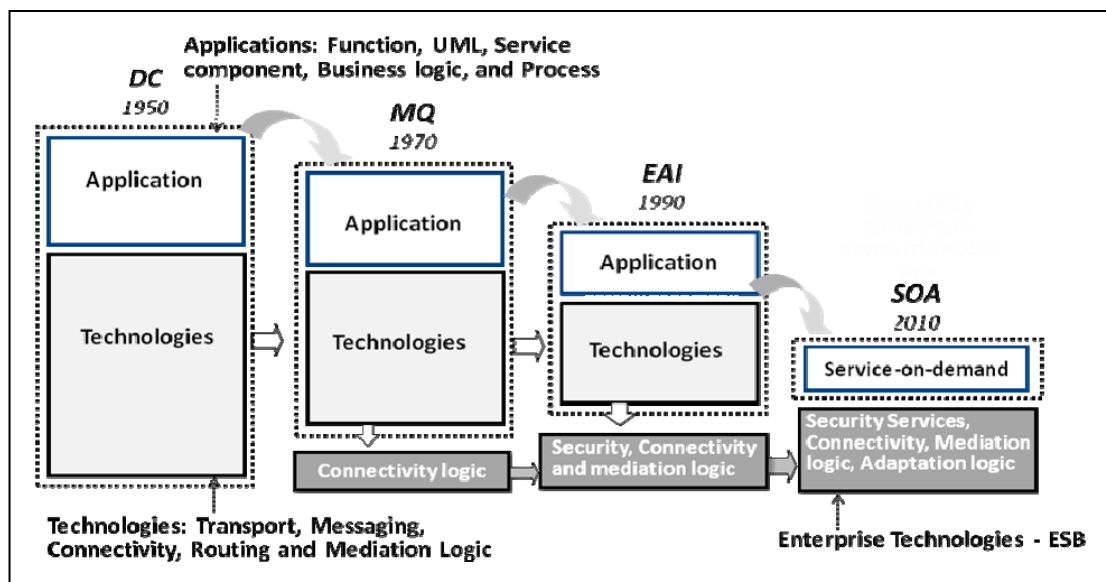 Applications: Function, UML, Service
component, Business logic, and Process
DC
1950
MQ
1970
EAI
1990
SOA
2010
Application
Technologies
Application
Technologies
Application
Technologies
Service-on-demand
Connectivity logic
Security, Connectivity
and mediation logic
Security Services,
Connectivity, Mediation
logic, Adaptation logic
Technologies: Transport, Messaging,
Connectivity, Routing and Mediation Logic
Enterprise Technologies - ESB